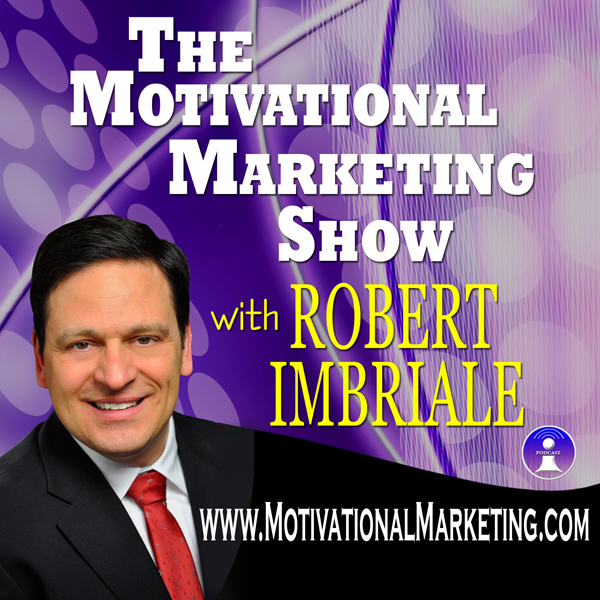 THE
MOTIVATIONAL
MARKETING
SHOW
with ROBERT
IMBRIALE
PODCAST
WWW.MOTIVATIONALMARKETING.COM